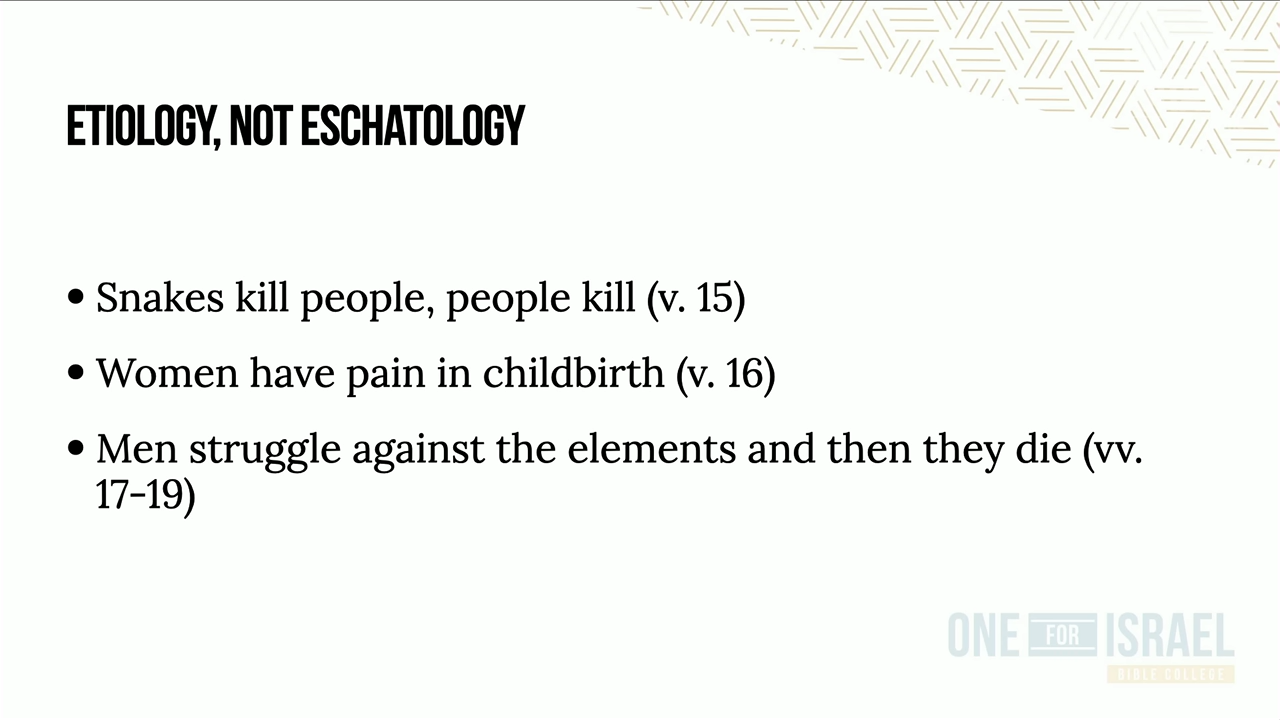 ETIOLOGY, NOT ESCHATOLOGY
• Snakes kill people, people kill (v. 15)
• Women have pain in childbirth (v. 16)
• Men struggle against the elements and then they die (vv.
17-19)
ONE FOR ISRAEL
BIBLE COLLEGE